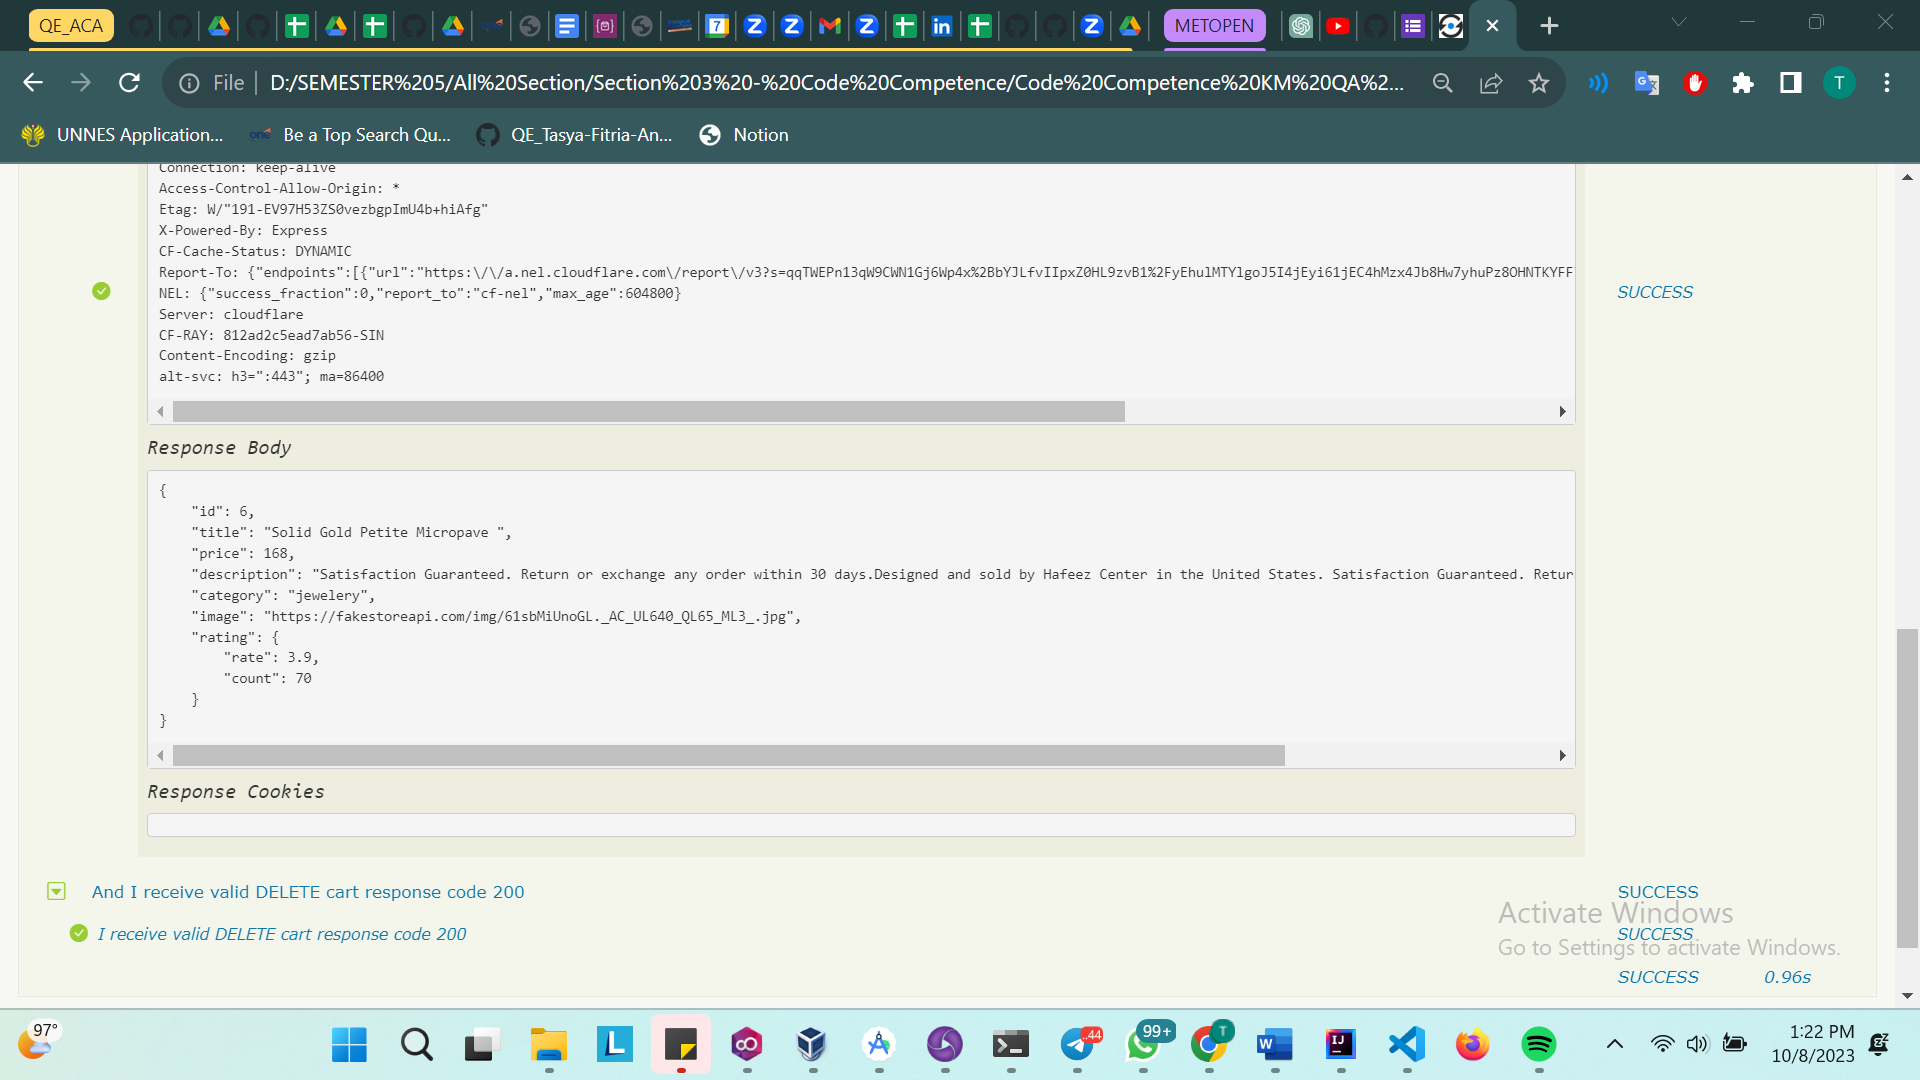 QE_ACA
METOPEN
File
D:/SEMESTER%205/All%20Section/Section%203%20-%20Code%20Competence/Code%20Competence%20KM%20QA%2...
T
UNNES Application...
Be a Top Search Qu...
QE_Tasya-Fitria-An...
Notion
Connection: keep-alive
Access-Control-Allow-Origin: *
Etag: W/"191-EV97H53ZS0vezbgpImU4b+hiAfg"
X-Powered-By: Express
CF-Cache-Status: DYNAMIC
Report-To: {"endpoints":[{"url":"https:\/\/a.nel.cloudflare.com\/report\/v3?s=qqTWEPn13qW9CWN1Gj6Wp4x%2BbYJLfvIIpxZ0HL9zvB1%2FyEhulMTYlgoJ5I4jEyi61jEC4hMzx4Jb8Hw7yhuPz8OHNTKYFF
NEL: {"success_fraction":0,"report_to":"cf-nel","max_age":604800}
SUCCESS
Server: cloudflare
CF-RAY: 812ad2c5ead7ab56-SIN
Content-Encoding: gzip
alt-svc: h3=":443"; ma=86400
Response Body
{
"id": 6,
"title": "Solid Gold Petite Micropave ",
"price": 168,
"description": "Satisfaction Guaranteed. Return or exchange any order within 30 days.Designed and sold by Hafeez Center in the United States. Satisfaction Guaranteed. Retur
"category": "jewelery",
"image": "https://fakestoreapi.com/img/61sbMiUnoGL._AC_UL640_QL65_ML3_.jpg",
"rating": {
"rate": 3.9,
"count": 70
}
}
Response Cookies
And I receive valid DELETE cart response code 200
SUCCESS
Activate Windows
I receive valid DELETE cart response code 200
SUCCESS
Go to Settings to activate Windows.
SUCCESS
0.96s
97°
44
99+
T
1:22 PM
10/8/2023